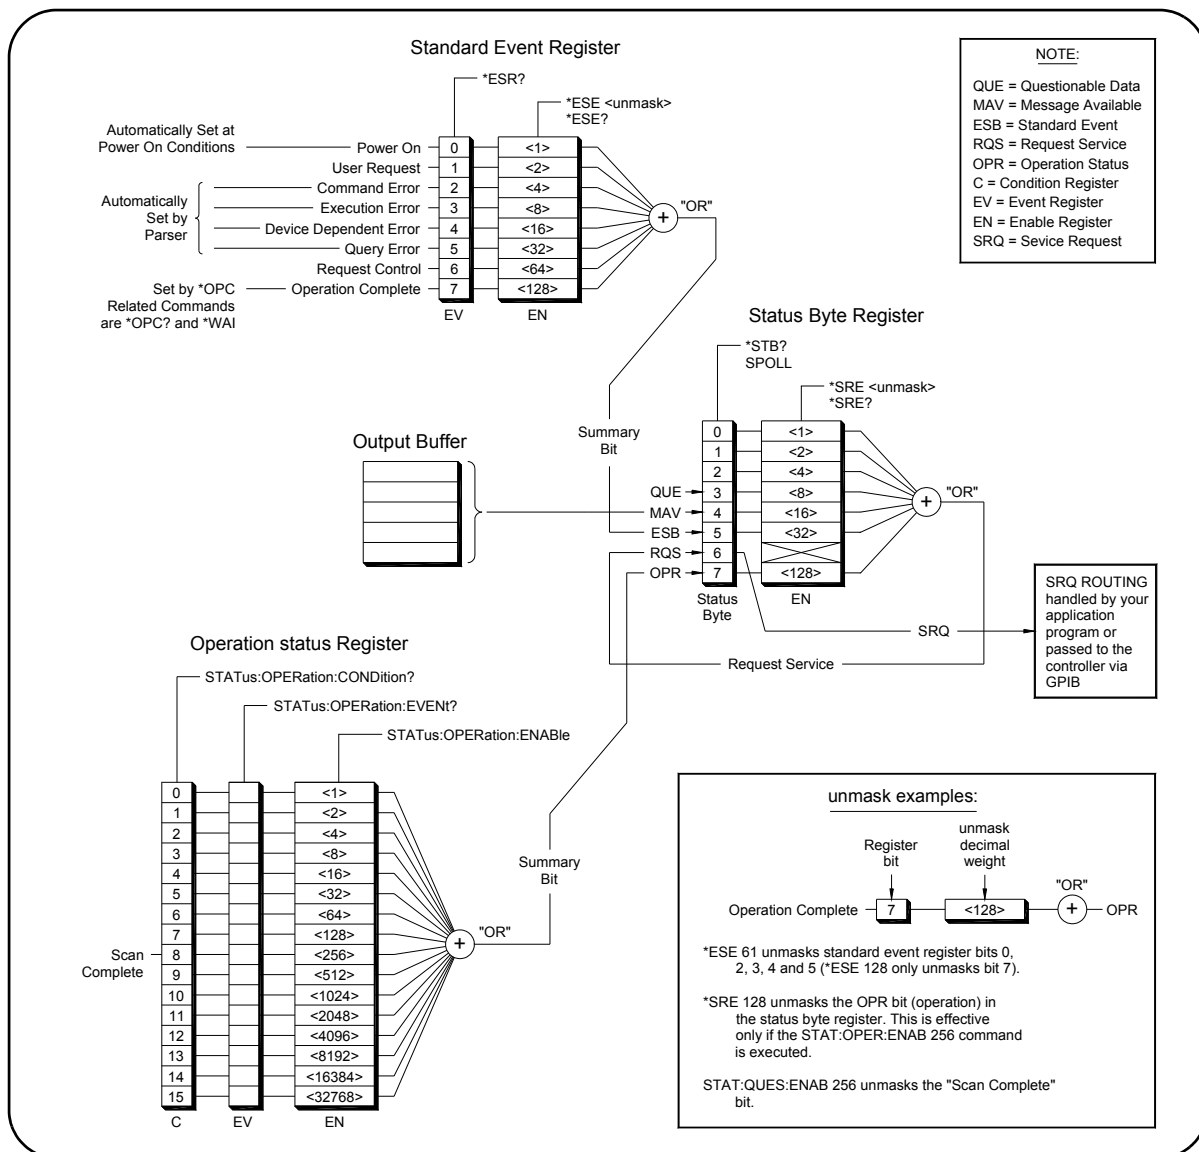 Standard Event Register
*ESR?
*ESE <unmask>
*ESE?
Automatically Set at
Power On Conditions
Automatically
Set by
Parser
Set by *OPC
Related Commands
are *OPC? and *WAI
Power On 0 <1>
User Request 1 <2>
Command Error 2 <4>
Execution Error 3 <8>
Device Dependent Error 4 <16>
Query Error 5 <32>
Request Control 6 <64>
Operation Complete 7 <128>
EV EN
+ "OR"
Summary
Bit
NOTE:
QUE = Questionable Data
MAV = Message Available
ESB = Standard Event
RQS = Request Service
OPR = Operation Status
C = Condition Register
EV = Event Register
EN = Enable Register
SRQ = Sevice Request
Status Byte Register
*STB?
SPOLL
*SRE <unmask>
*SRE?
0 <1>
1 <2>
2 <4>
QUE 3 <8>
MAV 4 <16>
ESB 5 <32>
RQS 6
OPR 7 <128>
Status
Byte
EN
+ "OR"
Output Buffer
SRQ
Request Service
SRQ ROUTING
handled by your
application
program or
passed to the
controller via
GPIB
Operation status Register
STATus:OPERation:CONDition?
STATus:OPERation:EVENt?
STATus:OPERation:ENABle
0 <1>
1 <2>
2 <4>
3 <8>
4 <16>
5 <32>
6 <64>
7 <128>
8 <256>
9 <512>
10 <1024>
11 <2048>
12 <4096>
13 <8192>
14 <16384>
15 <32768>
C EV EN
Scan
Complete
+ "OR"
Summary
Bit
unmask examples:
Register
bit
unmask
decimal
weight
"OR"
Operation Complete 7 <128> + OPR
*ESE 61 unmasks standard event register bits 0,
2, 3, 4 and 5 (*ESE 128 only unmasks bit 7).
*SRE 128 unmasks the OPR bit (operation) in
the status byte register. This is effective
only if the STAT:OPER:ENAB 256 command
is executed.
STAT:QUES:ENAB 256 unmasks the "Scan Complete"
bit.